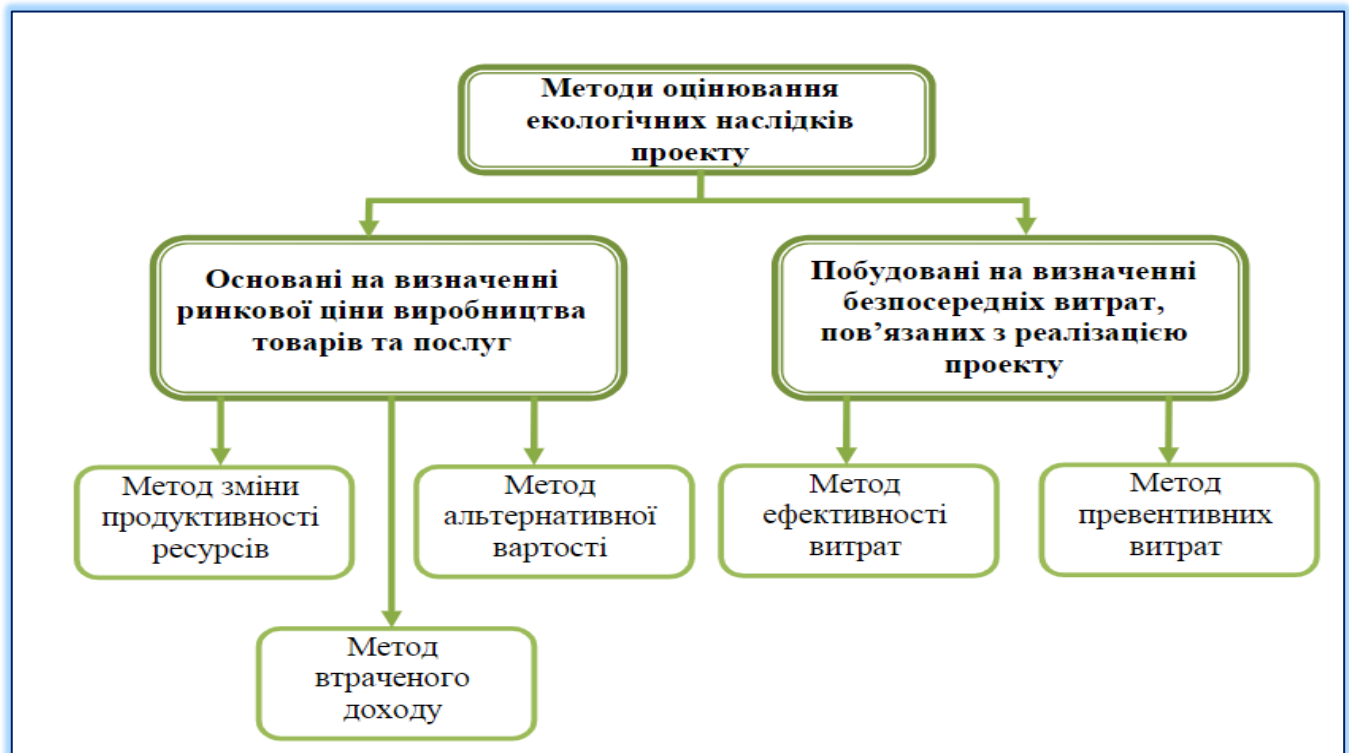 Методи оцінювання
екологічних наслідків
проекту
Основані на визначенні
ринкової ціни виробництва
товарів та послуг
Побудовані на визначенні
безпосередніх витрат,
пов’язаних з реалізацією
проекту
Метод зміни
продуктивності
ресурсів
Метод
альтернативної
вартості
Метод
ефективності
витрат
Метод
превентивних
витрат
Метод
втраченого
доходу